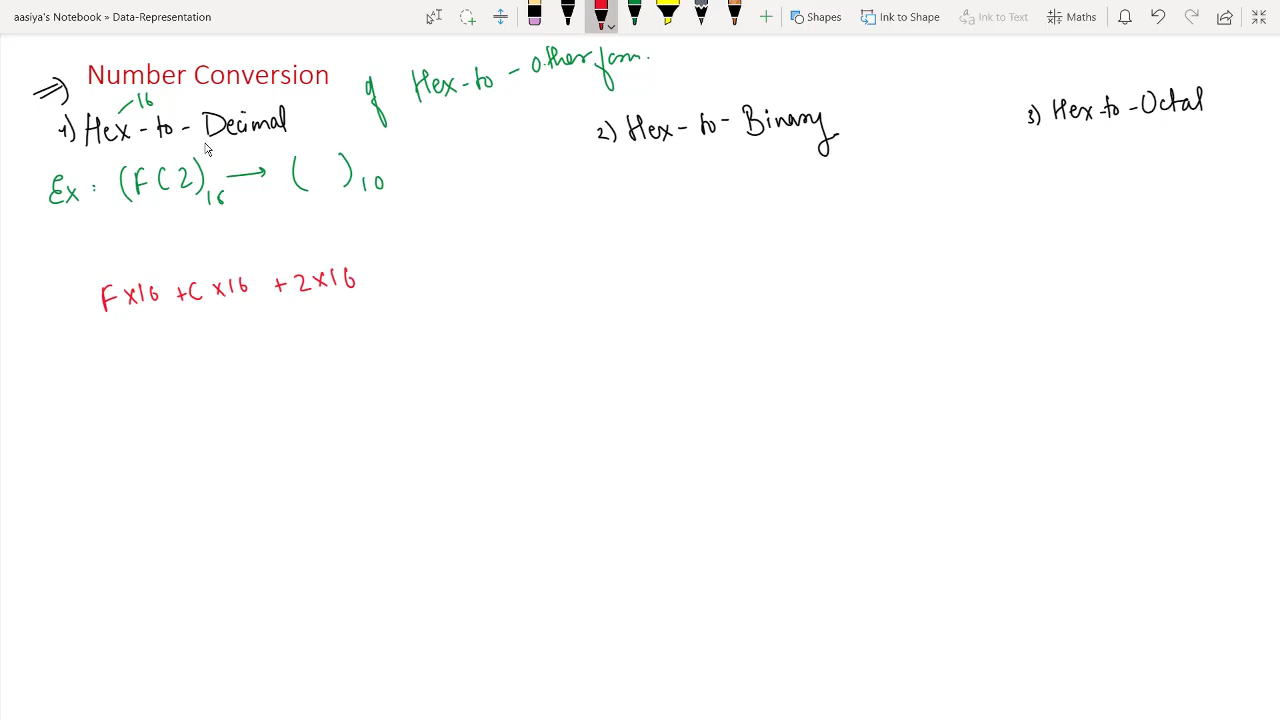 aasiya's Notebook » Data-Representation
Shapes Ink to Shape Ink to Text Maths
⇒) Number Conversion of Hex-to-Other form.
1) Hex-to-Decimal
16
2) Hex-to-Binary
3) Hex-to-Octal
Ex: (FC2)16 → ( )10
F×16 +C×16 +2×16